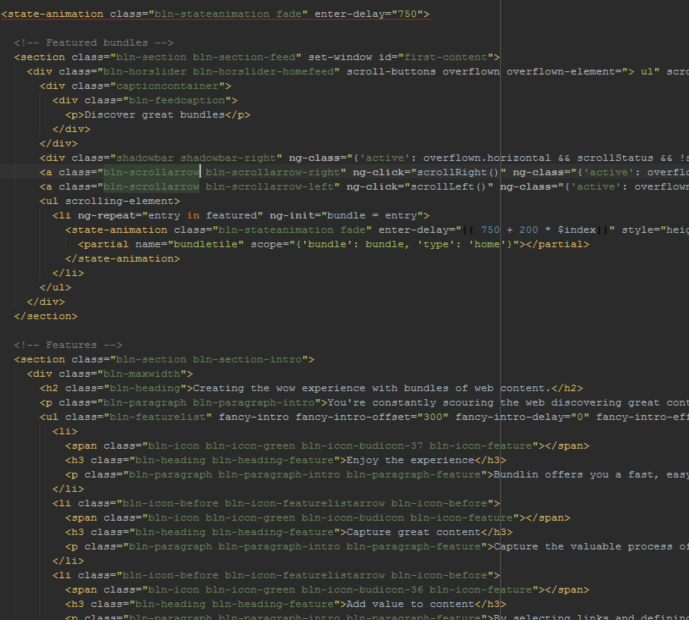 <state-animation class="bln-stateanimation fade" enter-delay="750">
<!-- Featured bundles -->
<section class="bln-section bln-section-feed" set-window id="first-content">
<div class="bln-horslider bln-horslider-homefeed" scroll-buttons overflown overflown-element="> ul" scro
<div class="captioncontainer">
<div class="bln-feedcaption">
<p>Discover great bundles</p>
</div>
</div>
<div class="shadowbar shadowbar-right" ng-class="{'active': overflown.horizontal && scrollStatus && !s
<a class="bln-scrollarrow bln-scrollarrow-right" ng-click="scrollRight()" ng-class="{'active': overflo
<a class="bln-scrollarrow bln-scrollarrow-left" ng-click="scrollLeft()" ng-class="{'active': overflown
<ul scrolling-element>
<li ng-repeat="entry in featured" ng-init="bundle = entry">
<state-animation class="bln-stateanimation fade" enter-delay="{{ 750 + 200 * $index}}" style="heig
<partial name="bundletile" scope="{'bundle': bundle, 'type': 'home'}"></partial>
</state-animation>
</li>
</ul>
</div>
</section>
<!-- Features -->
<section class="bln-section bln-section-intro">
<div class="bln-maxwidth">
<h2 class="bln-heading">Creating the wow experience with bundles of web content.</h2>
<p class="bln-paragraph bln-paragraph-intro">You're constantly scouring the web discovering great cont
<ul class="bln-featurelist" fancy-intro fancy-intro-offset="300" fancy-intro-delay="0" fancy-intro-eff
<li>
<span class="bln-icon bln-icon-green bln-icon-budicon-37 bln-icon-feature"></span>
<h3 class="bln-heading bln-heading-feature">Enjoy the experience</h3>
<p class="bln-paragraph bln-paragraph-intro bln-paragraph-feature">Bundlin offers you a fast, easy
</li>
<li class="bln-icon-before bln-icon-featurelistarrow bln-icon-before">
<span class="bln-icon bln-icon-green bln-icon-budicon bln-icon-feature"></span>
<h3 class="bln-heading bln-heading-feature">Capture great content</h3>
<p class="bln-paragraph bln-paragraph-intro bln-paragraph-feature">Capture the valuable process of
</li>
<li class="bln-icon-before bln-icon-featurelistarrow bln-icon-before">
<span class="bln-icon bln-icon-green bln-icon-budicon-36 bln-icon-feature"></span>
<h3 class="bln-heading bln-heading-feature">Add value to content</h3>
<p class="bln-paragraph bln-paragraph-intro bln-paragraph-feature">By selecting links and defining